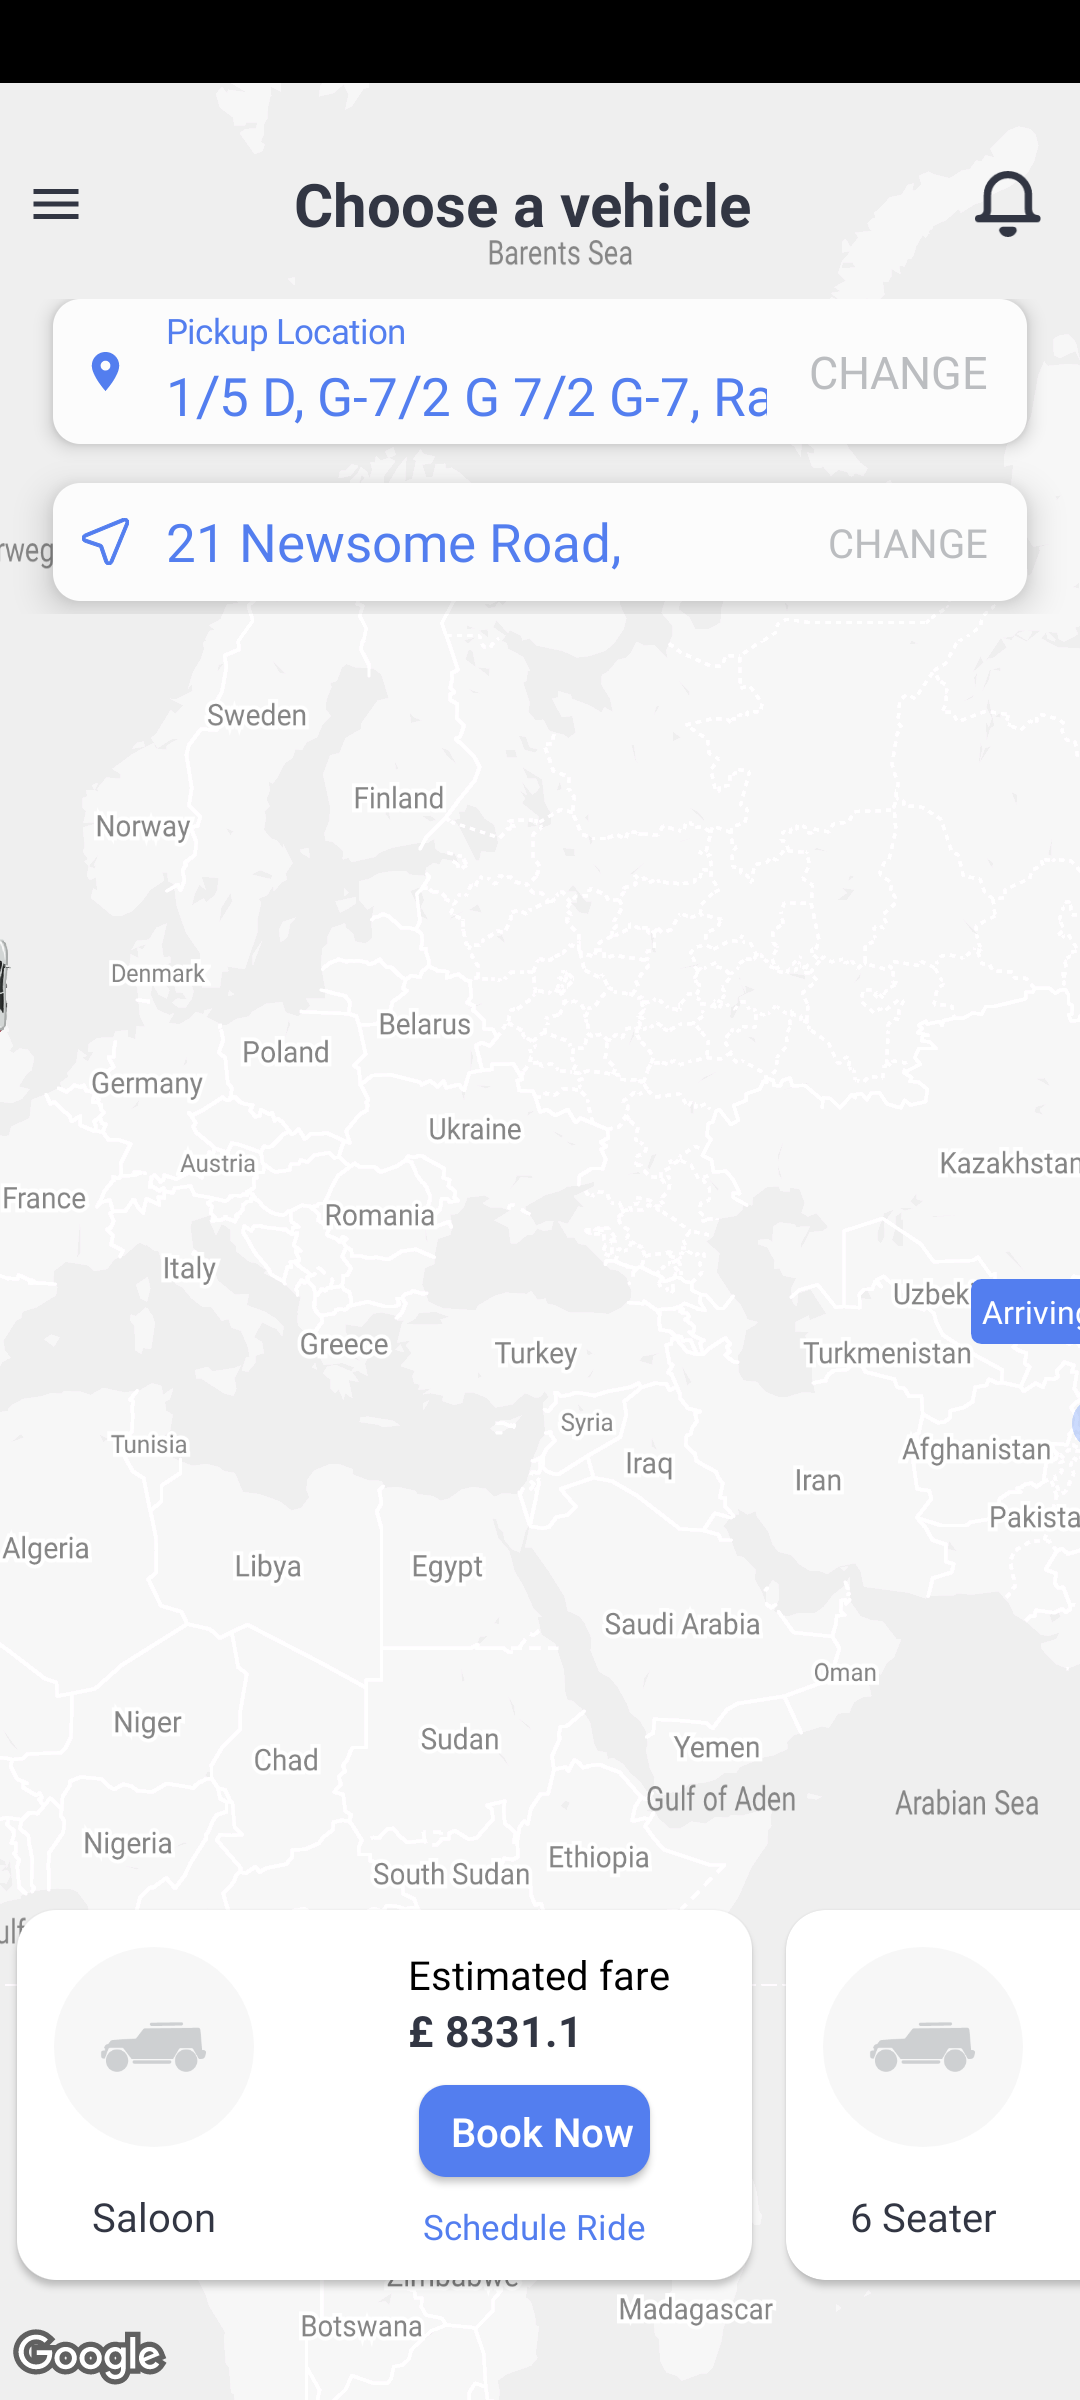 Choose a vehicle
Barents Sea
Pickup Location
1/5 D, G-7/2 G 7/2 G-7, Ra
CHANGE
21 Newsome Road,
CHANGE
rweg
Sweden
Finland
Norway
Denmark
Belarus
Poland
Germany
Ukraine
Austria
Kazakhstan
France
Romania
Italy
Uzbeki
Arriving
Greece
Turkey
Turkmenistan
Syria
Tunisia
Iraq
Afghanistan
Iran
Pakista
Algeria
Libya
Egypt
Saudi Arabia
Oman
Niger
Sudan
Chad
Yemen
Gulf of Aden
Arabian Sea
Nigeria
Ethiopia
South Sudan
ulf
Estimated fare
£ 8331.1
Book Now
Saloon
Schedule Ride
6 Seater
Zimbabwe
Madagascar
Botswana
Google